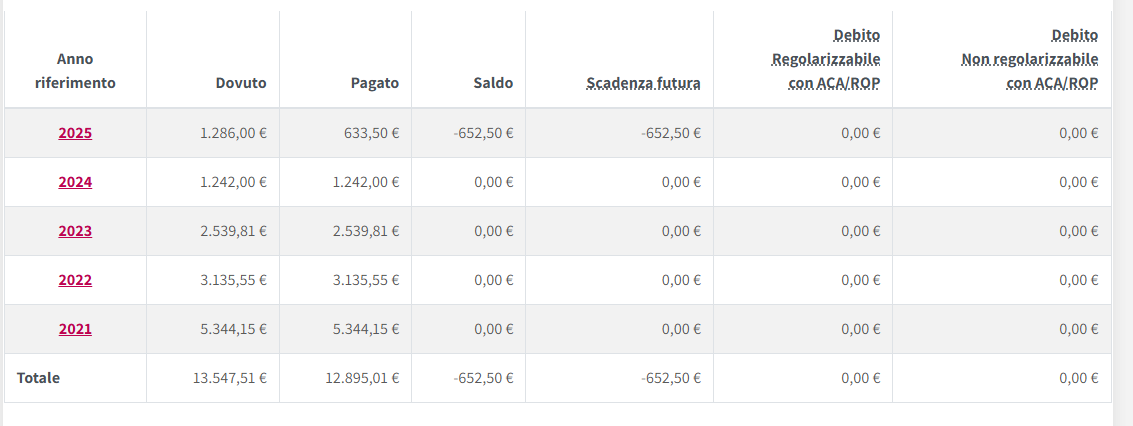 Anno riferimento Dovuto Pagato Saldo Scadenza futura Debito Regolarizzabile con ACA/ROP Debito Non regolarizzabile con ACA/ROP
2025 1.286,00 € 633,50 € -652,50 € -652,50 € 0,00 € 0,00 €
2024 1.242,00 € 1.242,00 € 0,00 € 0,00 € 0,00 € 0,00 €
2023 2.539,81 € 2.539,81 € 0,00 € 0,00 € 0,00 € 0,00 €
2022 3.135,55 € 3.135,55 € 0,00 € 0,00 € 0,00 € 0,00 €
2021 5.344,15 € 5.344,15 € 0,00 € 0,00 € 0,00 € 0,00 €
Totale 13.547,51 € 12.895,01 € -652,50 € -652,50 € 0,00 € 0,00 €